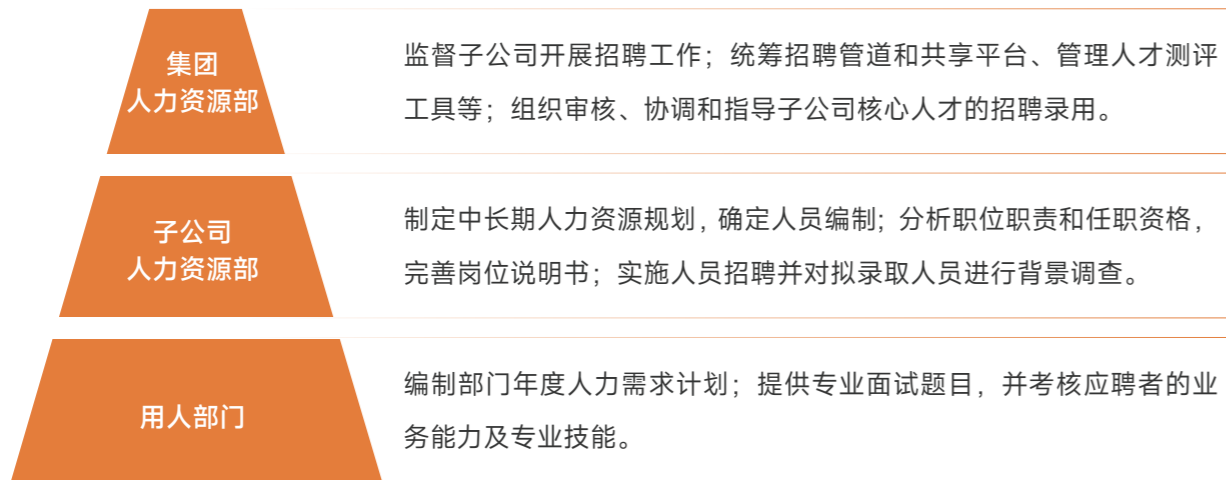 集团
人力资源部
监督子公司开展招聘工作；统筹招聘管道和共享平台、管理人才测评
工具等；组织审核、协调和指导子公司核心人才的招聘录用。
子公司
人力资源部
制定中长期人力资源规划，确定人员编制；分析职位职责和任职资格，
完善岗位说明书；实施人员招聘并对拟录取人员进行背景调查。
用人部门
编制部门年度人力需求计划；提供专业面试题目，并考核应聘者的业
务能力及专业技能。